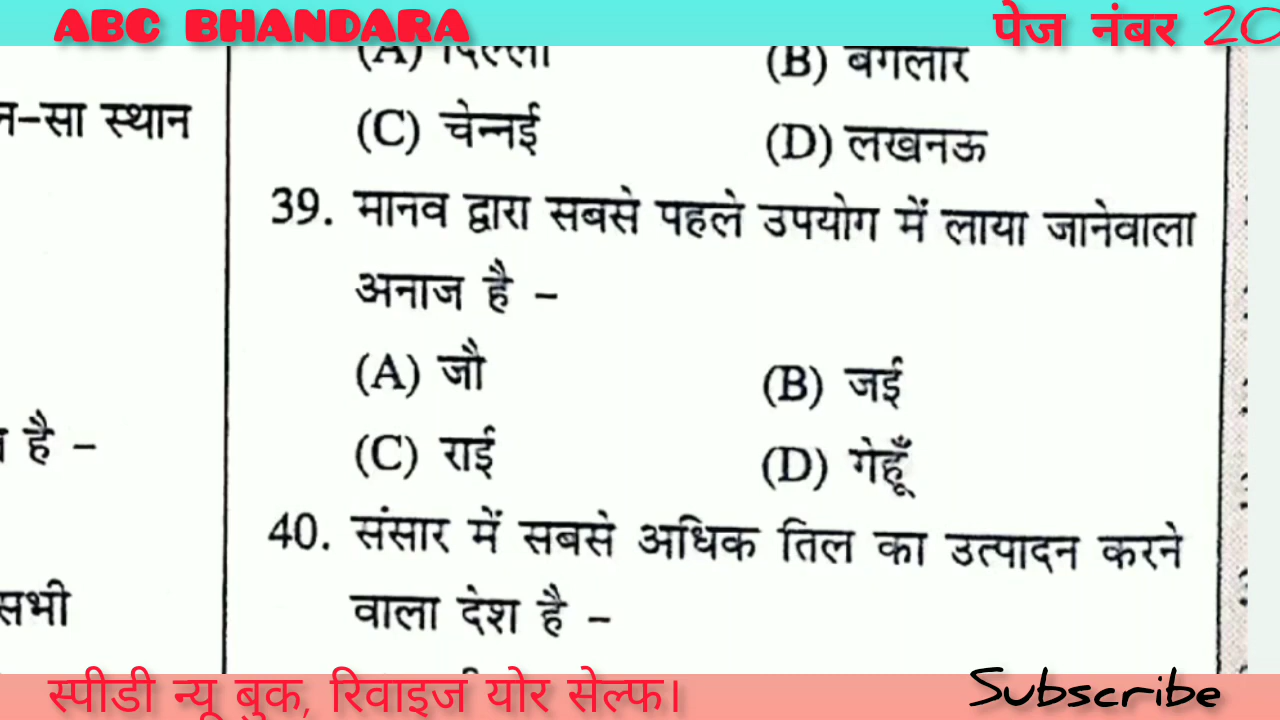 ABC BHANDARA
पेज नंबर 20
(A) दिल्ली (B) बंगलोर
न-सा स्थान
(C) चेन्नई (D) लखनऊ
39. मानव द्वारा सबसे पहले उपयोग में लाया जानेवाला
अनाज है –
(A) जौ (B) जई
है –
(C) राई (D) गेहूँ
40. संसार में सबसे अधिक तिल का उत्पादन करने
सभी
वाला देश है –
स्पीडी न्यू बुक, रिवाइज योर सेल्फ।
Subscribe